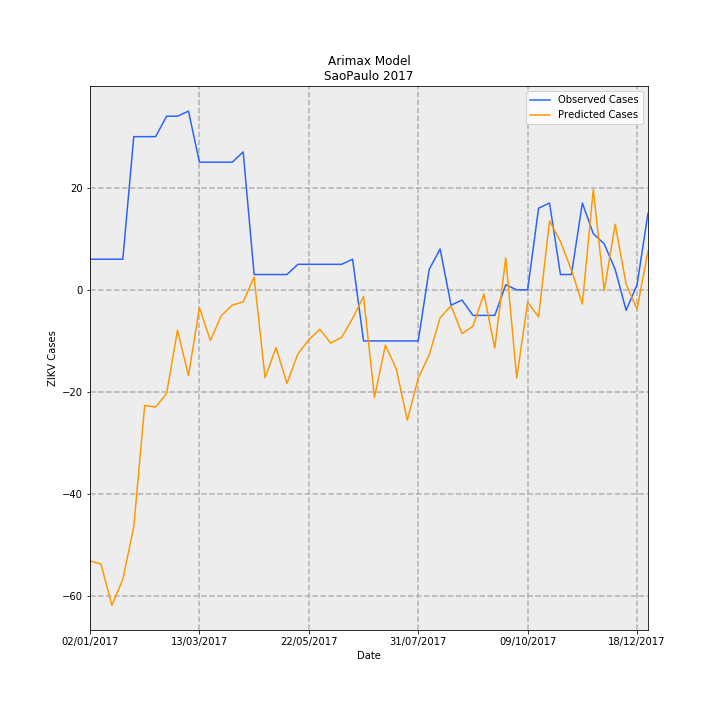 Arimax Model
SaoPaulo 2017
Observed Cases
Predicted Cases
ZIKV Cases
20
0
−20
−40
−60
02/01/2017
13/03/2017
22/05/2017
31/07/2017
09/10/2017
18/12/2017
Date